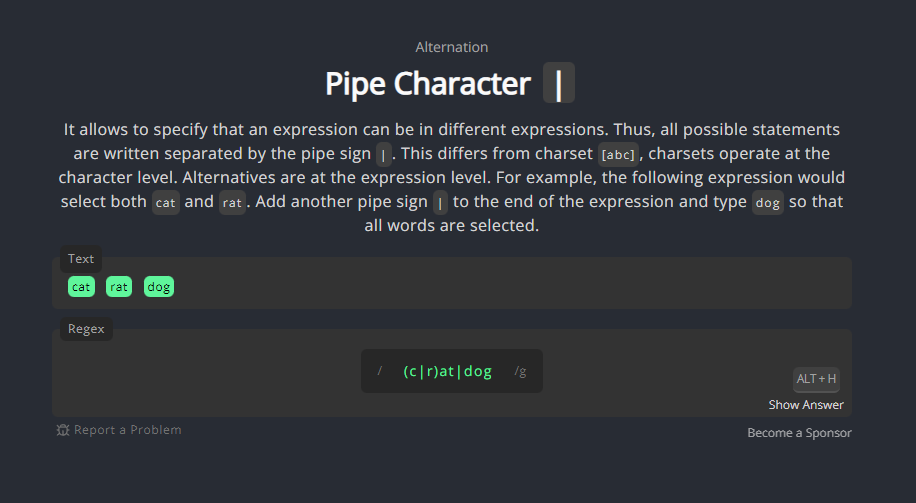 Alternation
Pipe Character |
It allows to specify that an expression can be in different expressions. Thus, all possible statements
are written separated by the pipe sign |. This differs from charset [abc], charsets operate at the
character level. Alternatives are at the expression level. For example, the following expression would
select both cat and rat. Add another pipe sign | to the end of the expression and type dog so that
all words are selected.
Text
cat rat dog
Regex
/ (c|r)at|dog /g
ALT+H
Show Answer
Report a Problem
Become a Sponsor